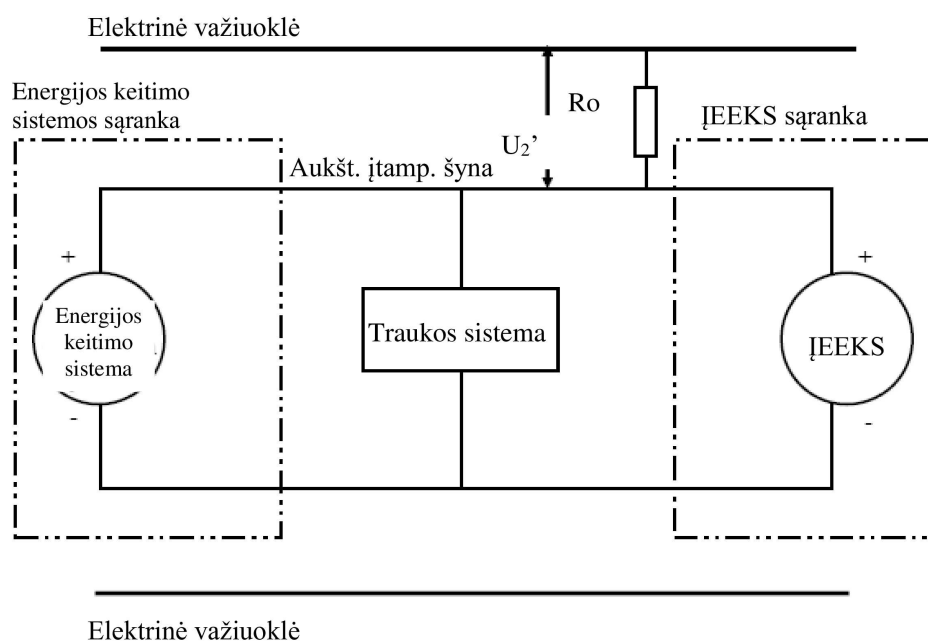 Elektrinė važiuoklė
Energijos keitimo
sistemos sąranka
Ro
ĮEEKS sąranka
U₂’
Aukšt. įtamp. šyna
+
+
Energijos
keitimo
sistema
Traukos sistema
ĮEEKS
-
-
Elektrinė važiuoklė